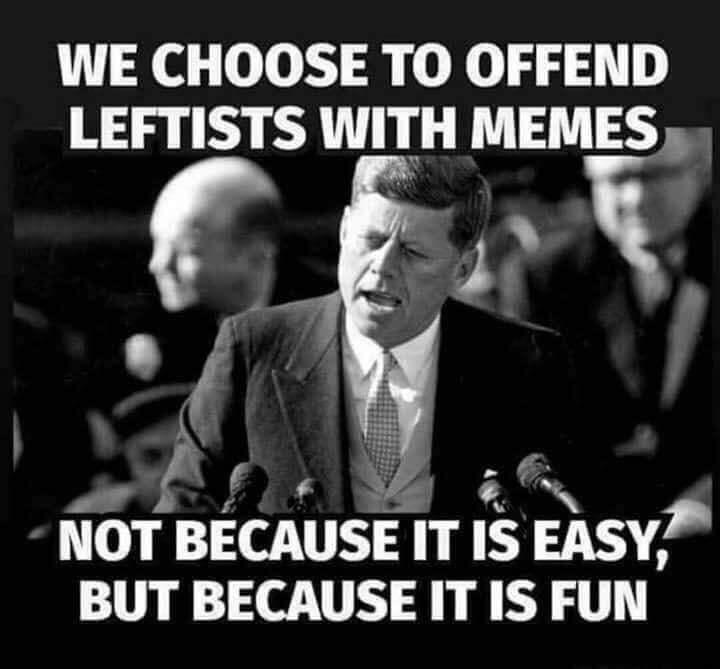 WE CHOOSE TO OFFEND
LEFTISTS WITH MEMES
NOT BECAUSE IT IS EASY,
BUT BECAUSE IT IS FUN